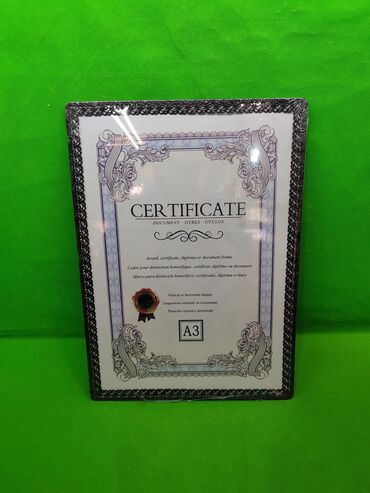 CERTIFICATE
DOCUMENT - TITRES - TITULOS
Award, certificate, diploma or document frame
Cadre pour distinction honorifique, certificat, diplôme ou document
Marco para distinción honorífica, certificado, diploma o título
Vertical or horizontal display
Disposition verticale ou horizontale
Posición vertical o horizontal
A3